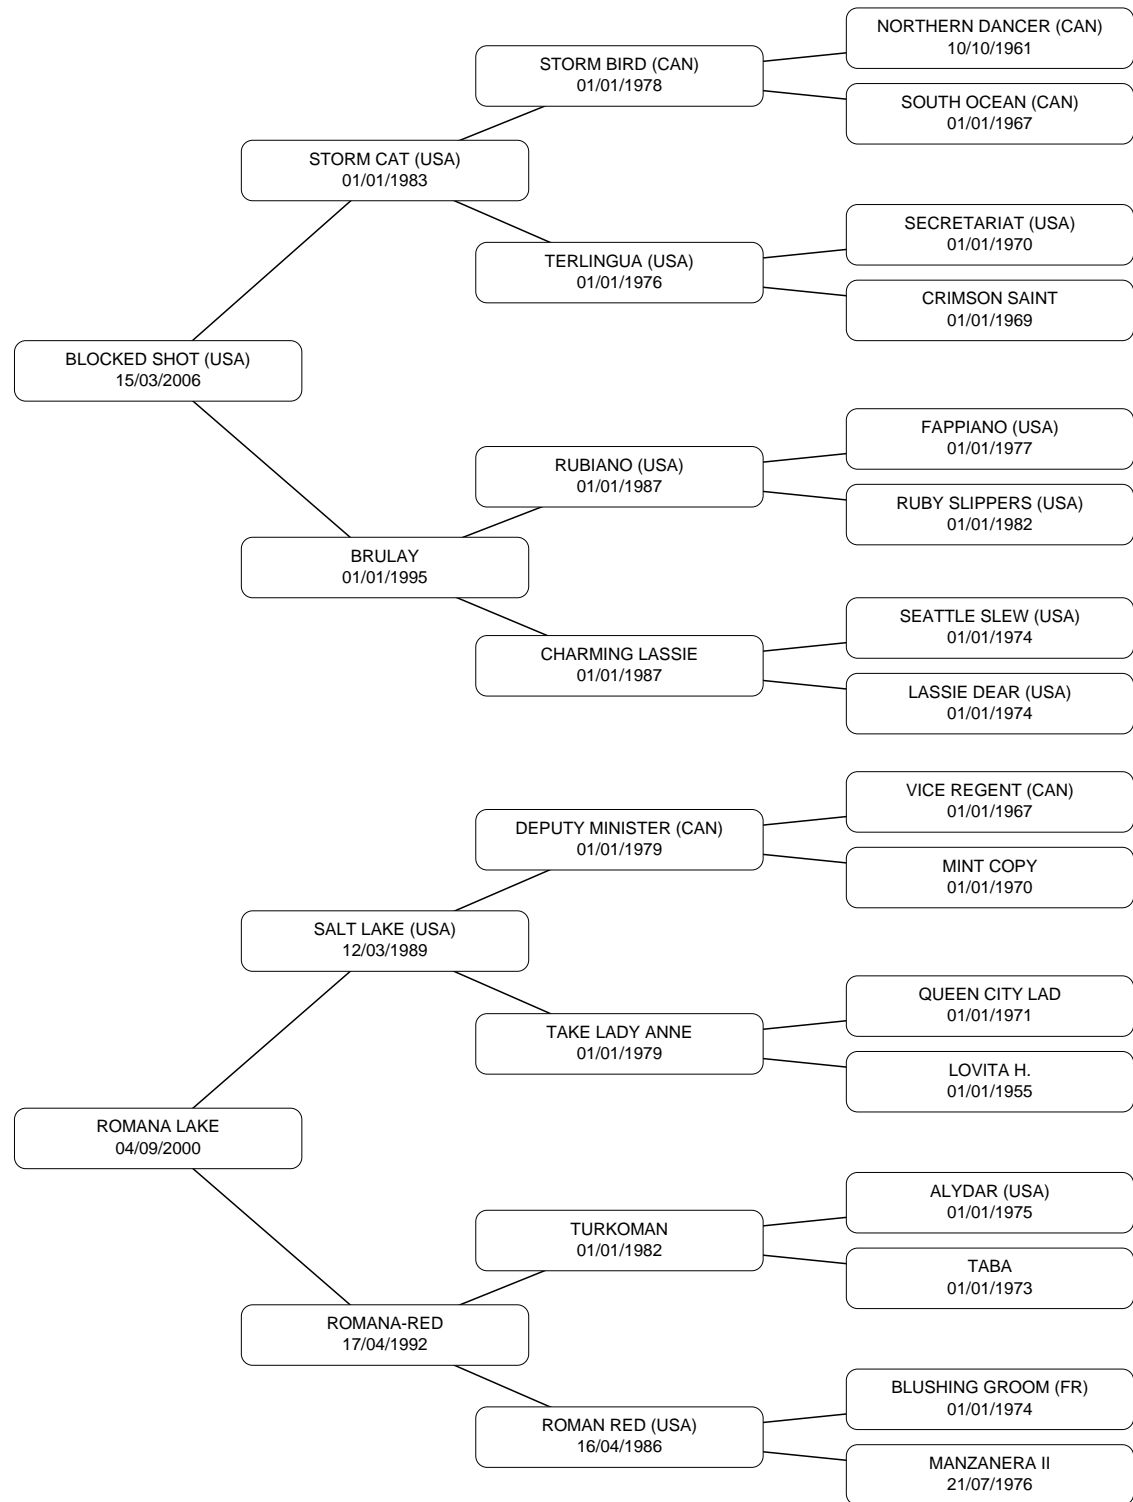 NORTHERN DANCER (CAN)
10/10/1961
STORM BIRD (CAN)
01/01/1978
SOUTH OCEAN (CAN)
01/01/1967
STORM CAT (USA)
01/01/1983
SECRETARIAT (USA)
01/01/1970
TERLINGUA (USA)
01/01/1976
CRIMSON SAINT
01/01/1969
BLOCKED SHOT (USA)
15/03/2006
FAPPIANO (USA)
01/01/1977
RUBIANO (USA)
01/01/1987
RUBY SLIPPERS (USA)
01/01/1982
BRULAY
01/01/1995
SEATTLE SLEW (USA)
01/01/1974
CHARMING LASSIE
01/01/1987
LASSIE DEAR (USA)
01/01/1974
VICE REGENT (CAN)
01/01/1967
DEPUTY MINISTER (CAN)
01/01/1979
MINT COPY
01/01/1970
SALT LAKE (USA)
12/03/1989
QUEEN CITY LAD
01/01/1971
TAKE LADY ANNE
01/01/1979
LOVITA H.
01/01/1955
ROMANA LAKE
04/09/2000
ALYDAR (USA)
01/01/1975
TURKOMAN
01/01/1982
TABA
01/01/1973
ROMANA-RED
17/04/1992
BLUSHING GROOM (FR)
01/01/1974
ROMAN RED (USA)
16/04/1986
MANZANERA II
21/07/1976